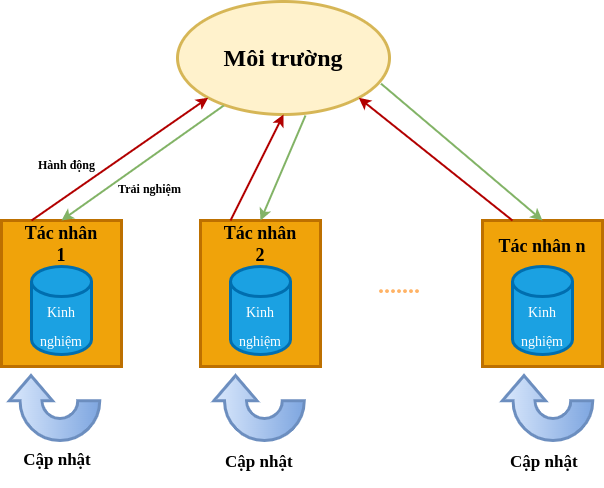 Môi trường
Hành động
Trải nghiệm
Tác nhân
1
Kinh
nghiệm
Cập nhật
Tác nhân
2
Kinh
nghiệm
Cập nhật
.......
Tác nhân n
Kinh
nghiệm
Cập nhật